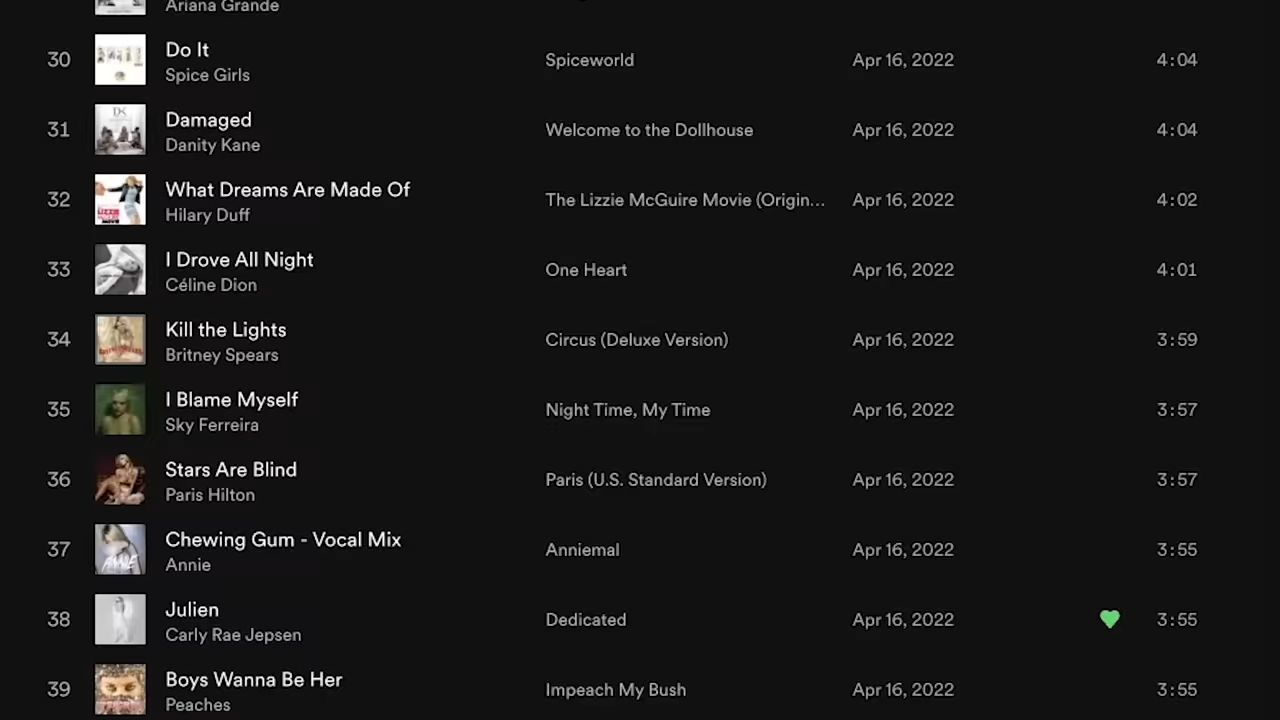 Ariana Grande
30 Do It Spiceworld Apr 16, 2022 4:04
Spice Girls
31 Damaged Welcome to the Dollhouse Apr 16, 2022 4:04
Danity Kane
32 What Dreams Are Made Of The Lizzie McGuire Movie (Origin... Apr 16, 2022 4:02
Hilary Duff
33 I Drove All Night One Heart Apr 16, 2022 4:01
Céline Dion
34 Kill the Lights Circus (Deluxe Version) Apr 16, 2022 3:59
Britney Spears
35 I Blame Myself Night Time, My Time Apr 16, 2022 3:57
Sky Ferreira
36 Stars Are Blind Paris (U.S. Standard Version) Apr 16, 2022 3:57
Paris Hilton
37 Chewing Gum - Vocal Mix Anniemal Apr 16, 2022 3:55
Annie
38 Julien Dedicated Apr 16, 2022 3:55
Carly Rae Jepsen
39 Boys Wanna Be Her Impeach My Bush Apr 16, 2022 3:55
Peaches